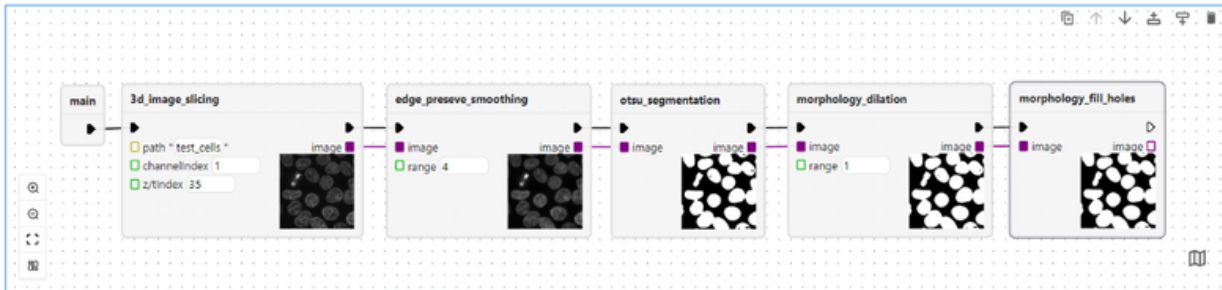 main
3d_image_slicing
path " test_cells "
image
channelIndex 1
z/tIndex 35
edge_preseve_smoothing
image
image
range 4
otsu_segmentation
image
image
morphology_dilation
image
image
range 1
morphology_fill_holes
image
image